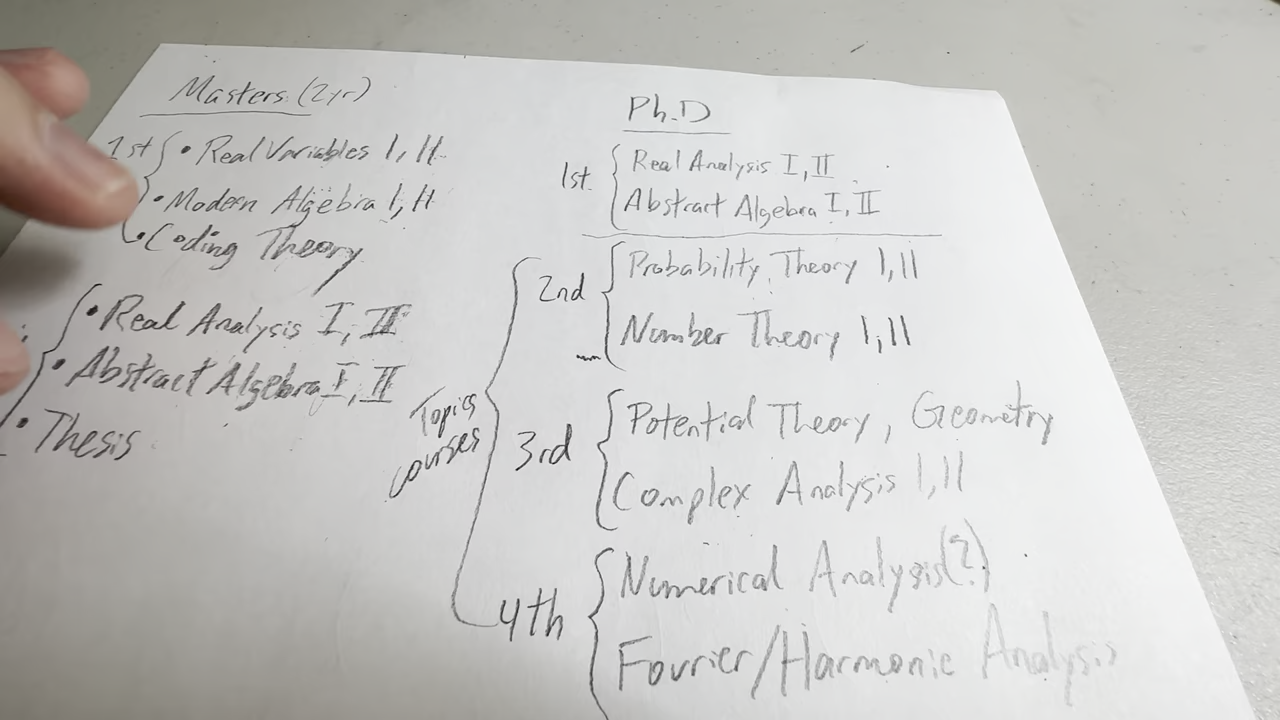 Masters (2yr)
1st
• Real Variables I, II
• Modern Algebra I, II
• Coding Theory
• Real Analysis I, II
• Abstract Algebra I, II
• Thesis
Ph.D
1st
Real Analysis I, II
Abstract Algebra I, II
Topics
courses
2nd
Probability Theory I, II
Number Theory I, II
3rd
Potential Theory, Geometry
Complex Analysis I, II
4th
Numerical Analysis(?)
Fourier/Harmonic Analysis